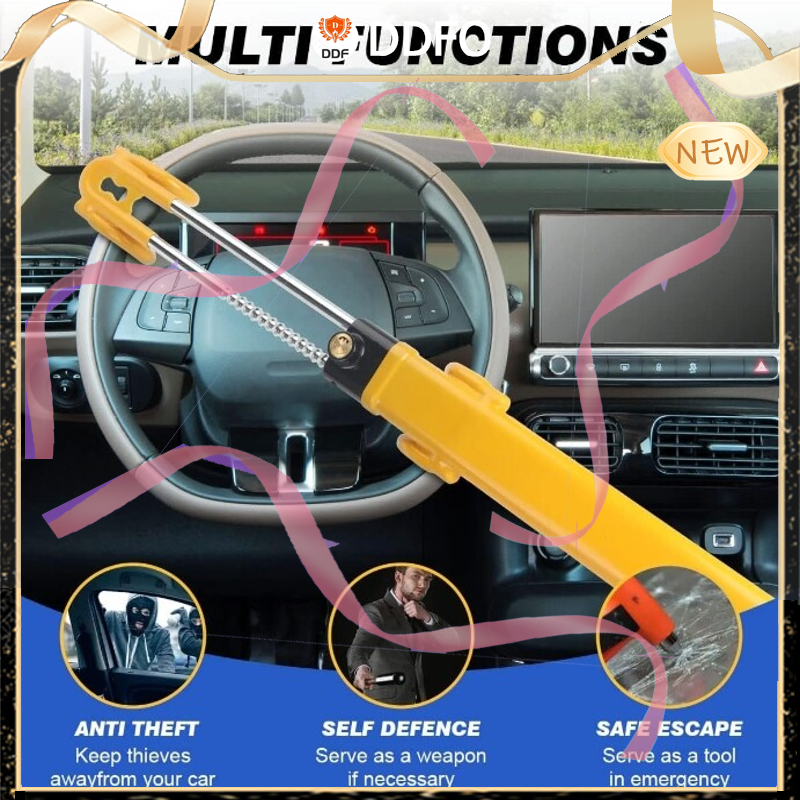 MULTI FUNCTIONS
DDF
DDFO
NEW
ANTI THEFT
Keep thieves
awayfrom your car
SELF DEFENCE
Serve as a weapon
if necessary
SAFE ESCAPE
Serve as a tool
in emergency